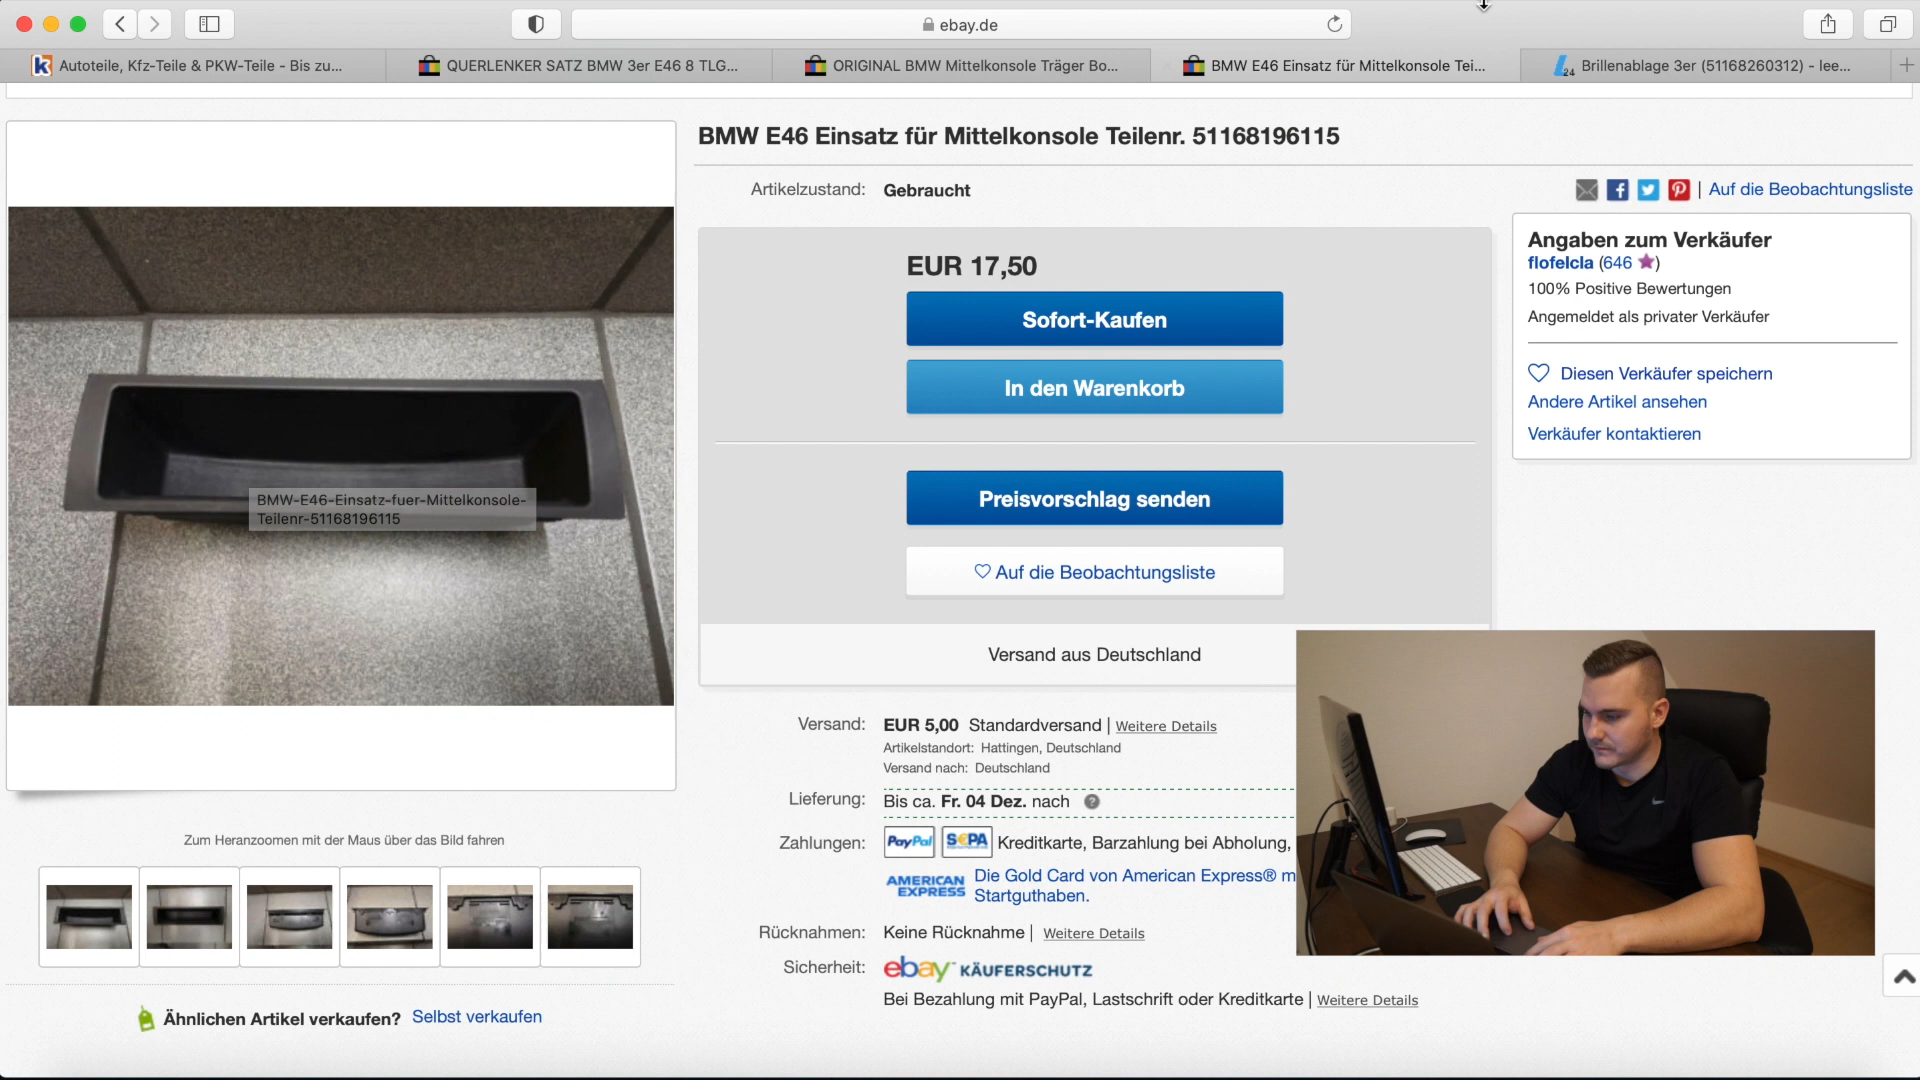 ebay.de
Autoteile, Kfz-Teile & PKW-Teile - Bis zu...
QUERLENKER SATZ BMW 3er E46 8 TLG...
ORIGINAL BMW Mittelkonsole Träger Bo...
BMW E46 Einsatz für Mittelkonsole Tei...
Brillenablage 3er (51168260312) - lee...
BMW E46 Einsatz für Mittelkonsole Teilenr. 51168196115
Artikelzustand: Gebraucht
| Auf die Beobachtungsliste
EUR 17,50
Sofort-Kaufen
In den Warenkorb
Preisvorschlag senden
Auf die Beobachtungsliste
Versand aus Deutschland
Angaben zum Verkäufer
flofelcla (646)
100% Positive Bewertungen
Angemeldet als privater Verkäufer
Diesen Verkäufer speichern
Andere Artikel ansehen
Verkäufer kontaktieren
BMW-E46-Einsatz-fuer-Mittelkonsole-
Teilenr-51168196115
Versand: EUR 5,00 Standardversand | Weitere Details
Artikelstandort: Hattingen, Deutschland
Versand nach: Deutschland
Lieferung: Bis ca. Fr. 04 Dez. nach ?
Zahlungen: PayPal SEPA Kreditkarte, Barzahlung bei Abholung,
AMERICAN EXPRESS Die Gold Card von American Express® m
Startguthaben.
Rücknahmen: Keine Rücknahme | Weitere Details
Sicherheit: ebay KÄUFERSCHUTZ
Bei Bezahlung mit PayPal, Lastschrift oder Kreditkarte | Weitere Details
Zum Heranzoomen mit der Maus über das Bild fahren
Ähnlichen Artikel verkaufen? Selbst verkaufen